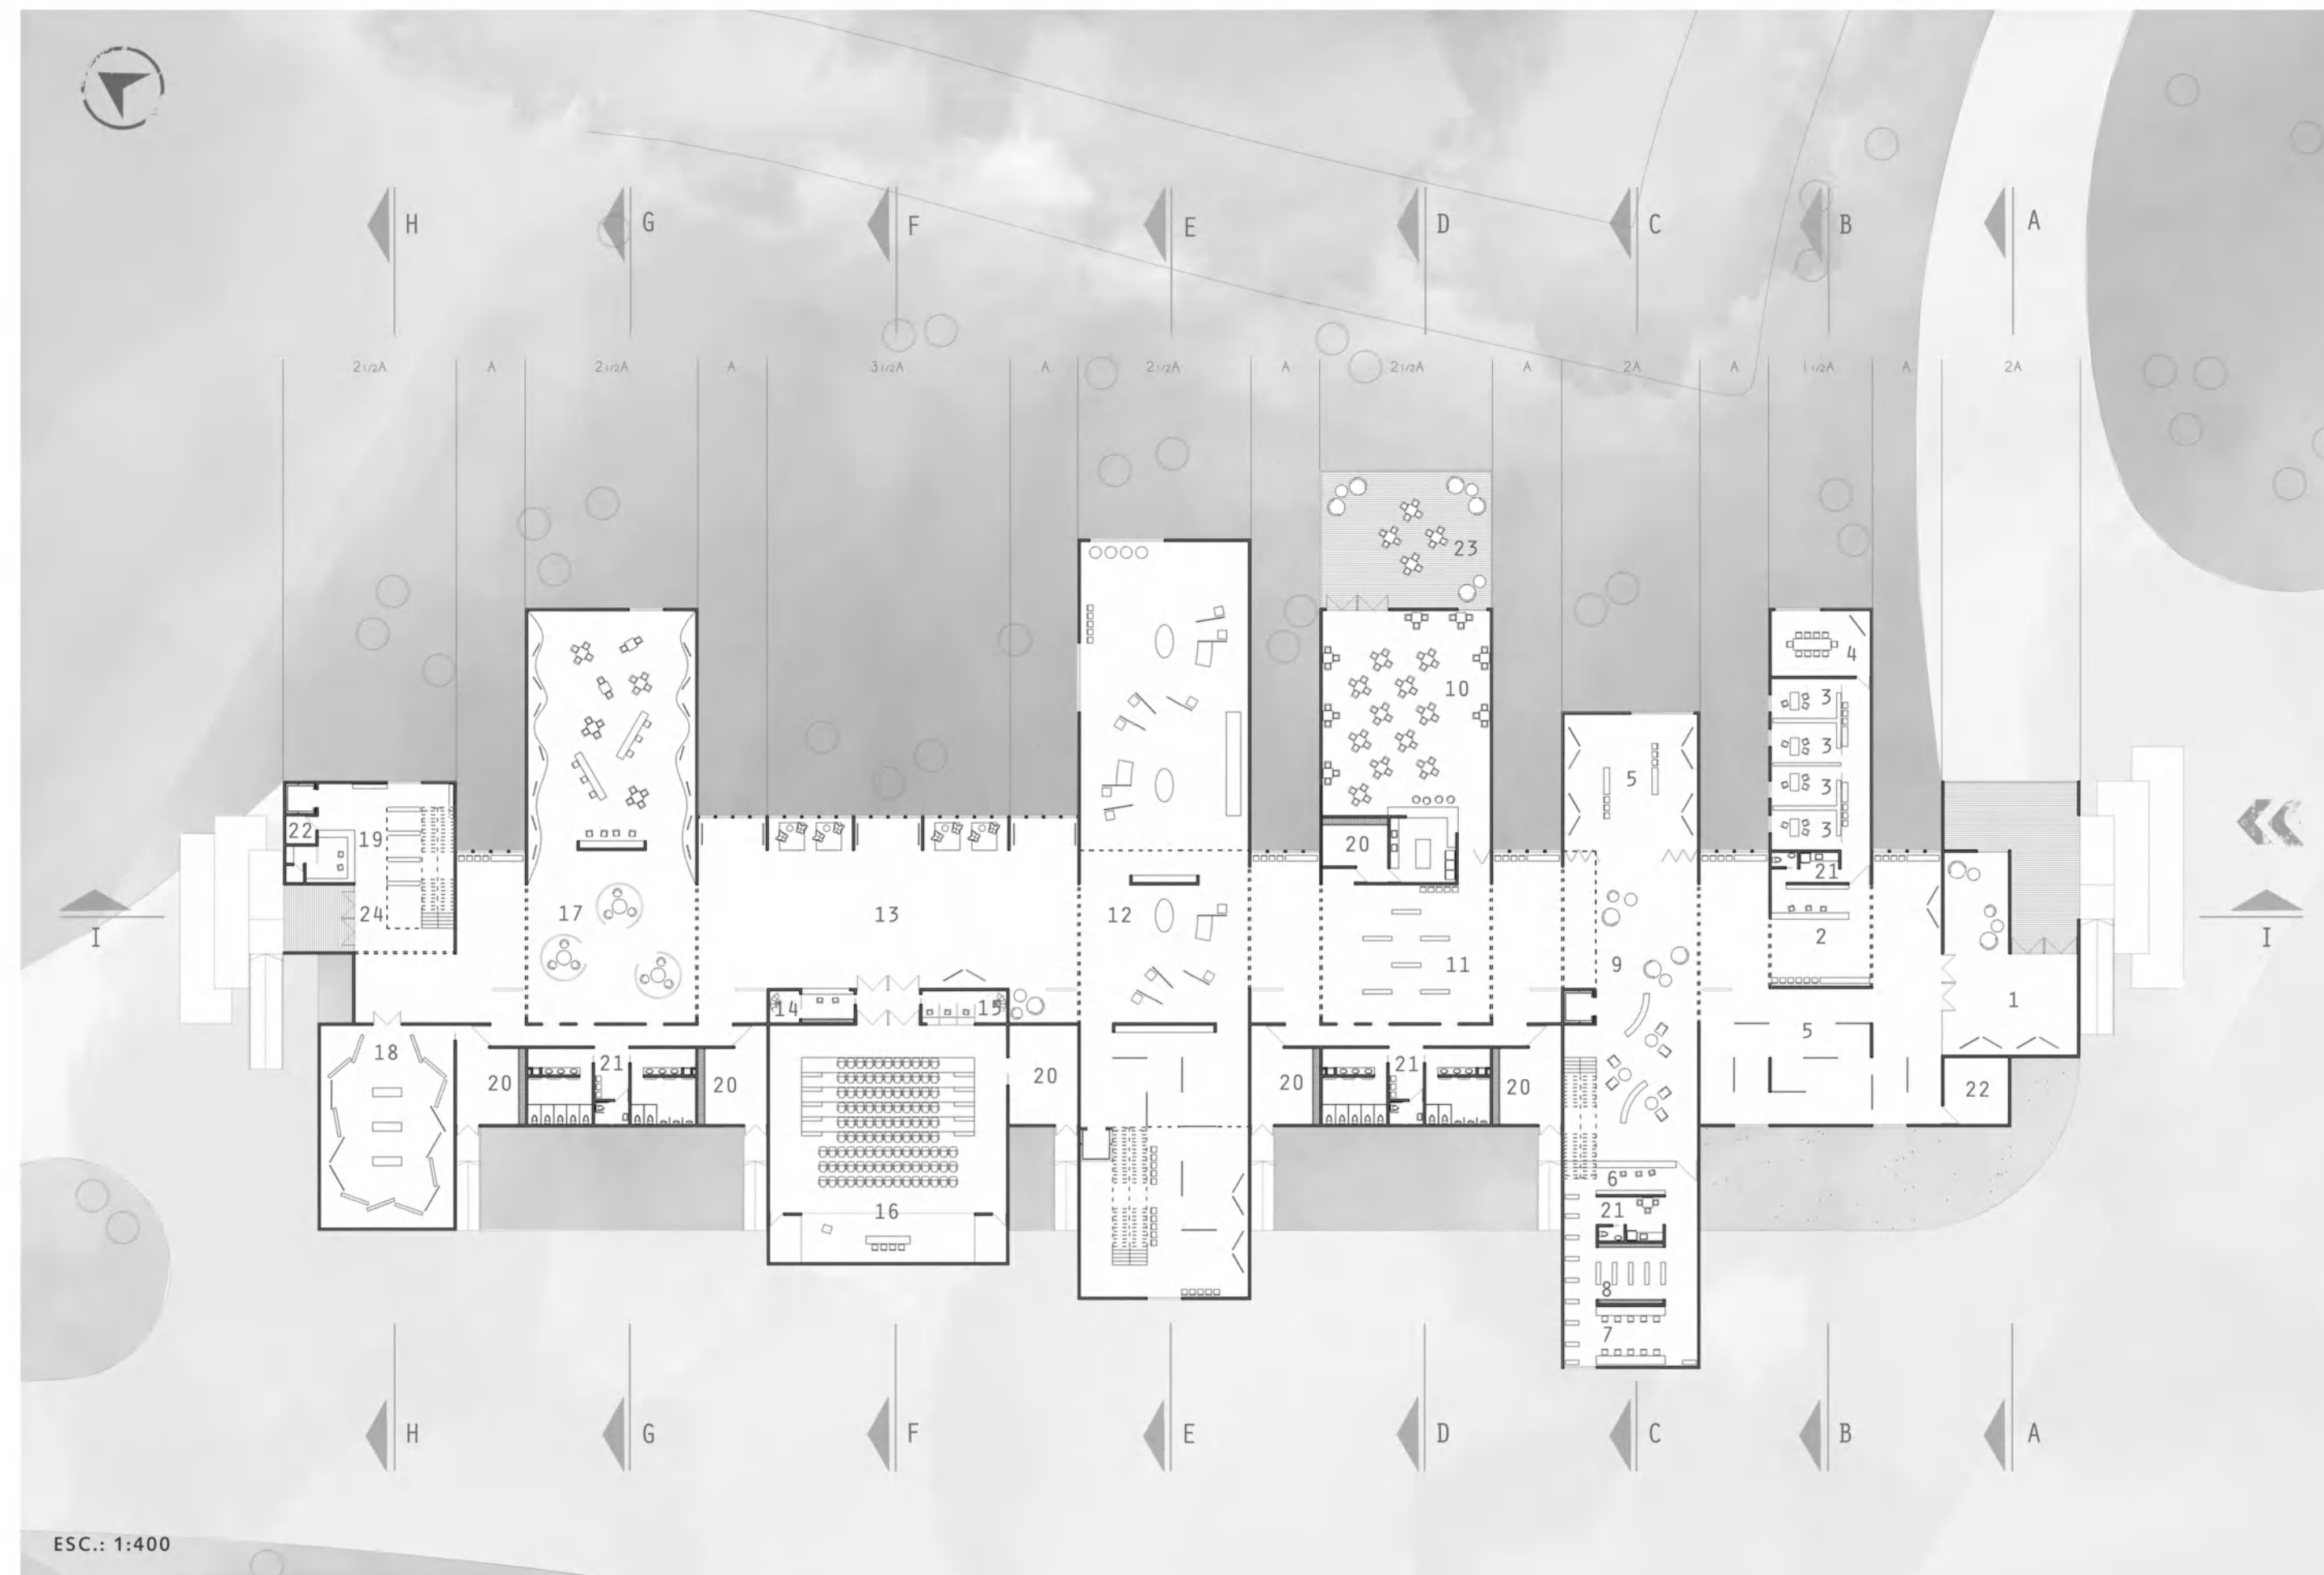 H G F E D C B A
2 1/2A A 2 1/2A A 3 1/2A A 2 1/2A A 2 1/2A A 2A A 1 1/2A A 2A
23
4
10 3
5 3
22 19 20 3
3
21
24 17 13 12 11 9 2
I I
14 15 5 1
18 21 21
20 20 20 20 20 22
6
16 21
8
7
H G F E D C B A
ESC.: 1:400